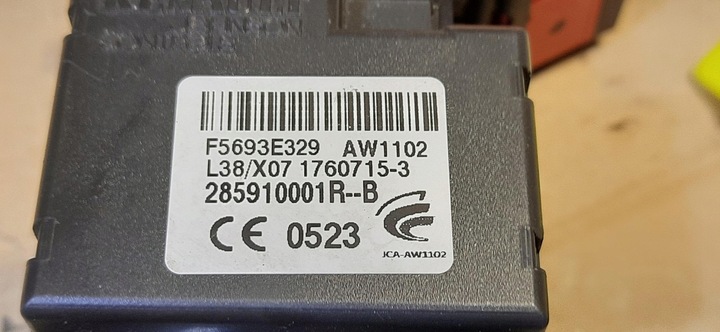 F5693E329 AW1102
L38/X07 1760715-3
285910001R--B
CE 0523
JCA-AW1102